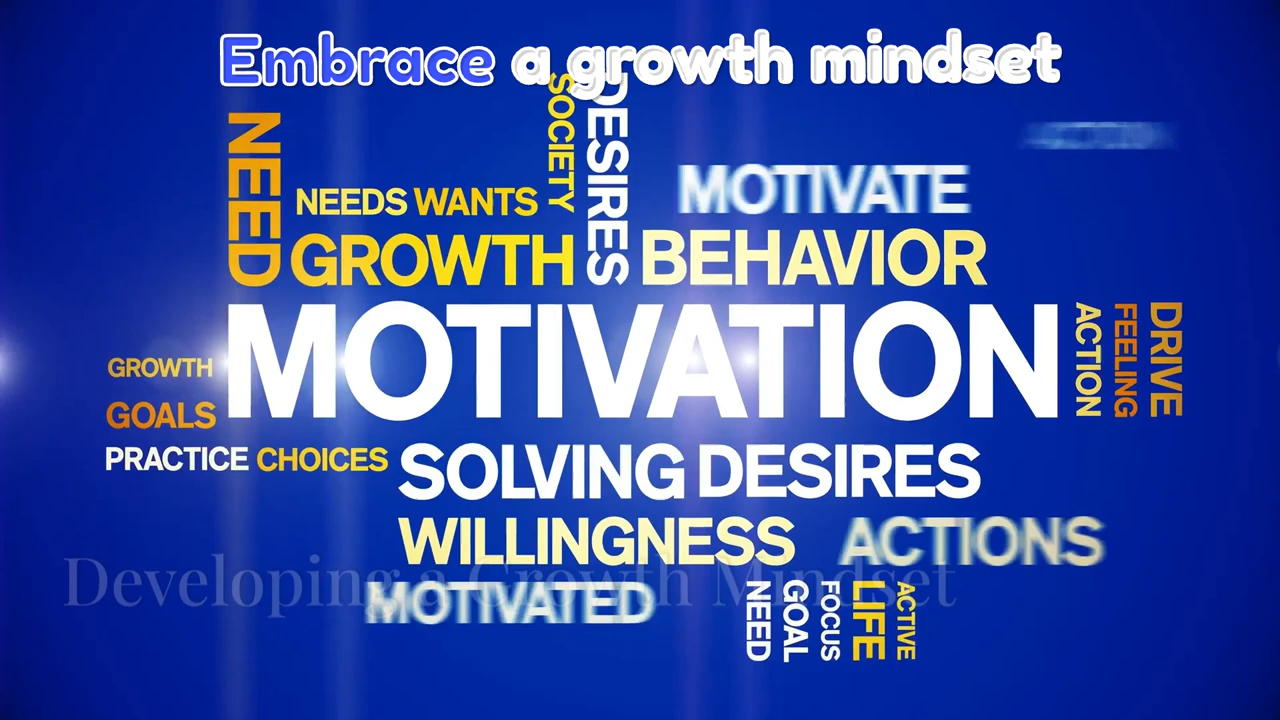 Embrace a growth mindset
NEED
NEEDS WANTS
SOCIETY
DESIRES
MOTIVATE
GROWTH
BEHAVIOR
MOTIVATION
ACTION
FEELING
DRIVE
GROWTH
GOALS
PRACTICE CHOICES
SOLVING DESIRES
WILLINGNESS
ACTIONS
Developing a Growth Mindset
MOTIVATED
NEED
GOAL
FOCUS
LIFE
ACTIVE